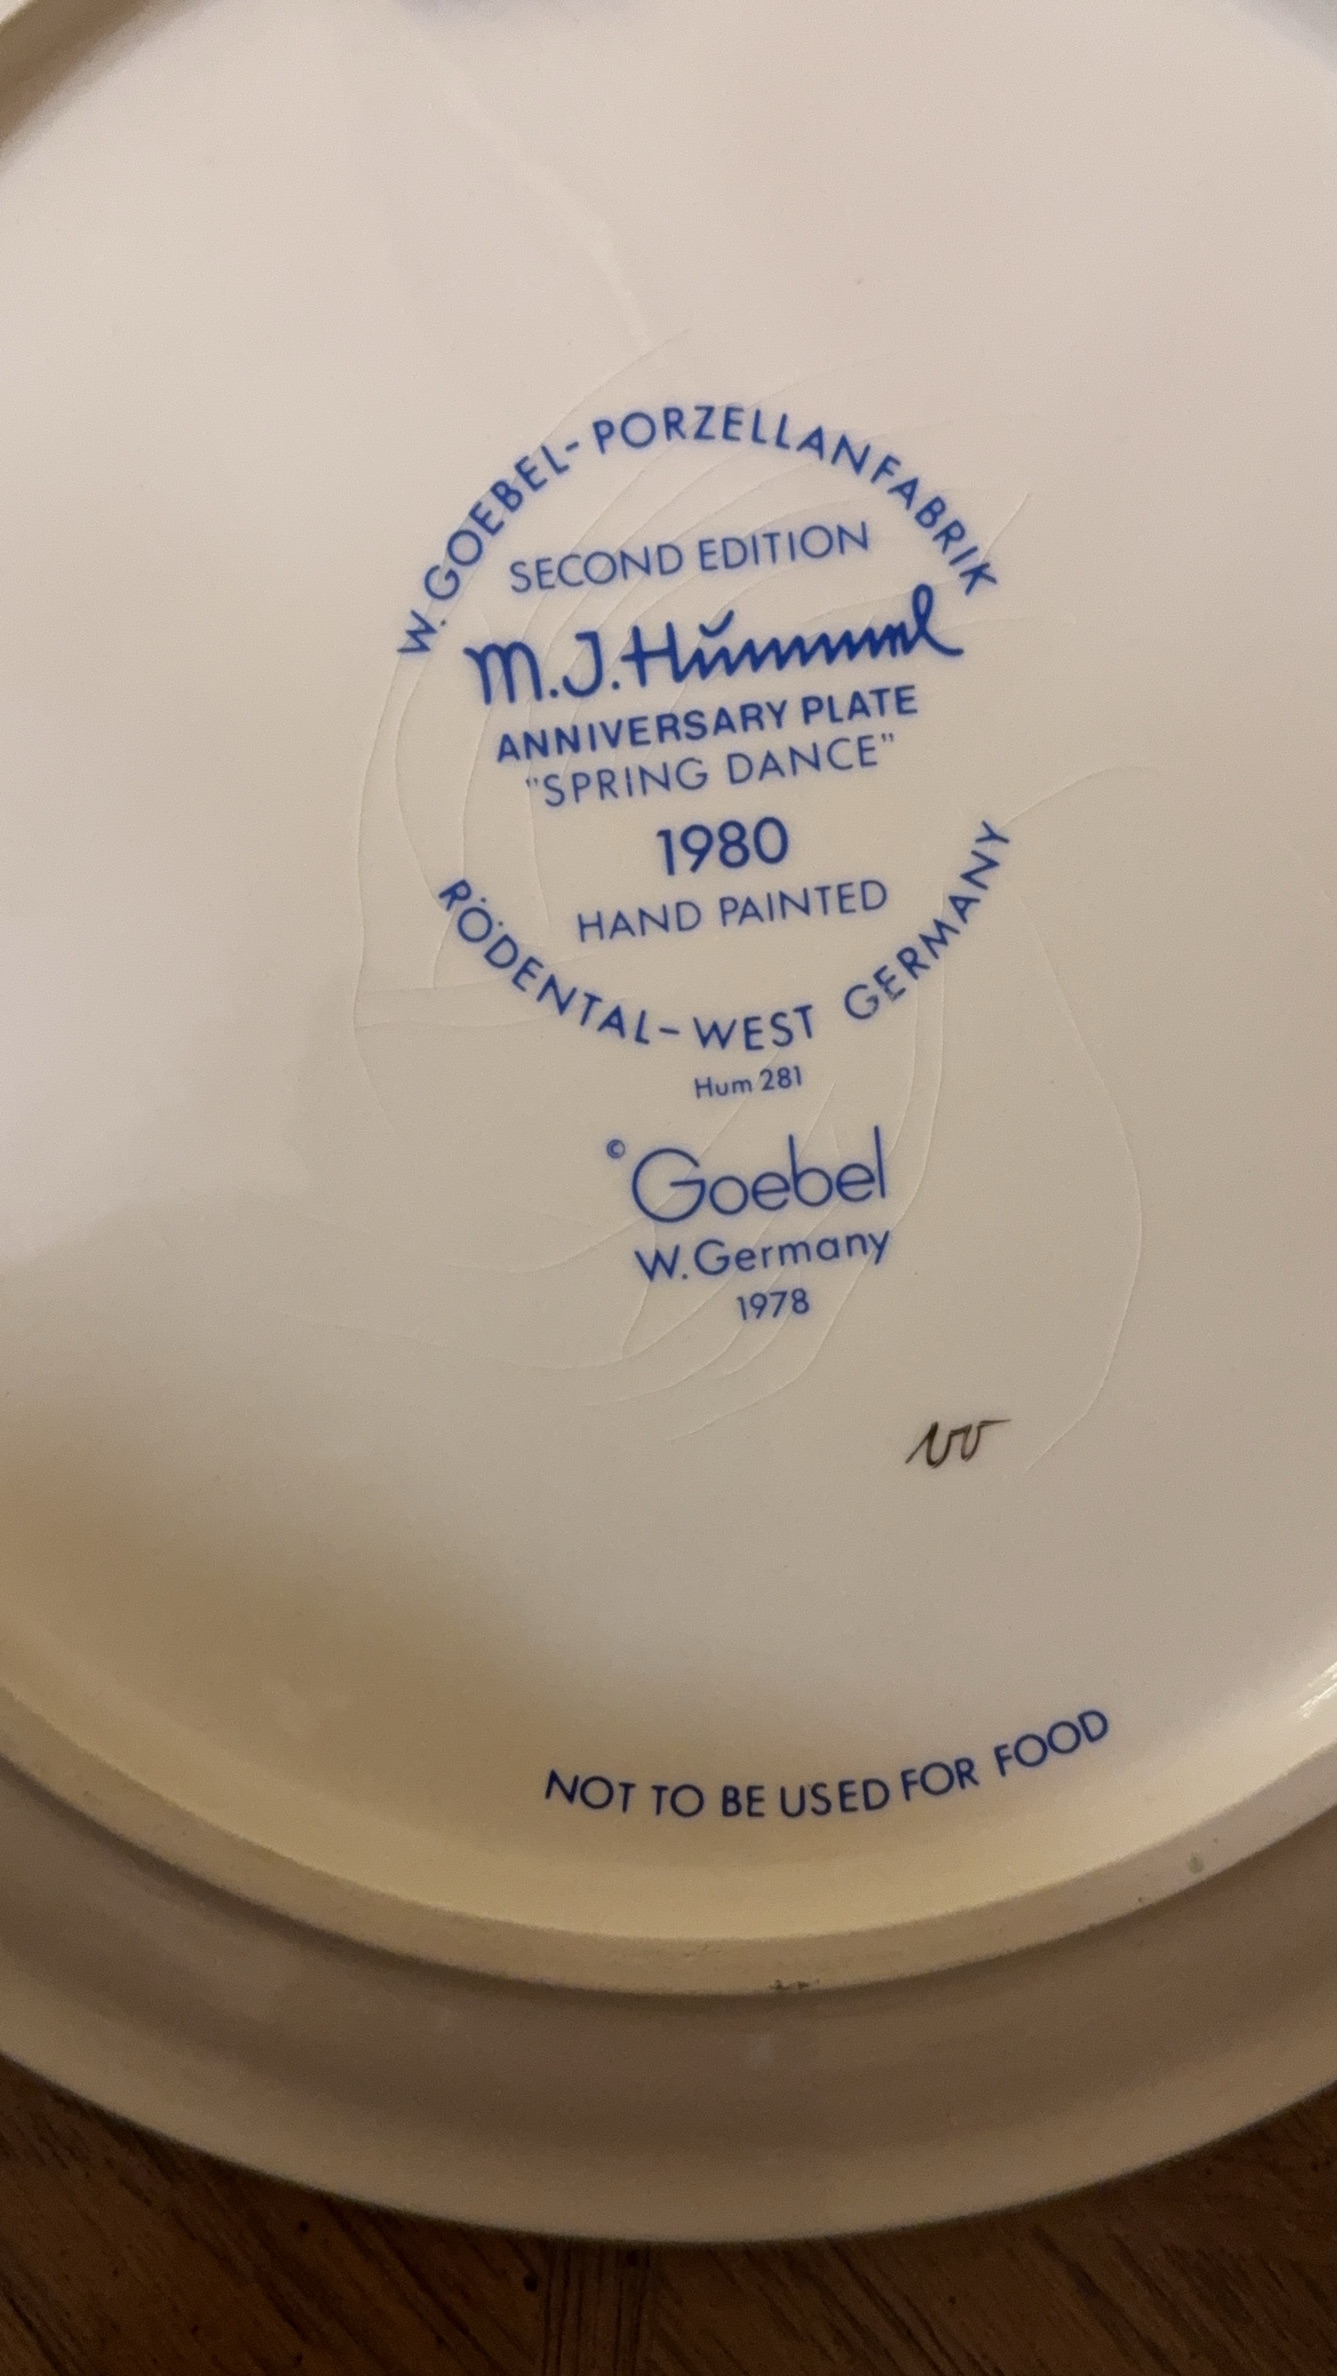 W. GOEBEL-PORZELLANFABRIK
SECOND EDITION
M.J.Hummel
ANNIVERSARY PLATE
"SPRING DANCE"
1980
HAND PAINTED
RÖDENTAL-WEST GERMANY
Hum 281
© Goebel
W.Germany
1978
NOT TO BE USED FOR FOOD